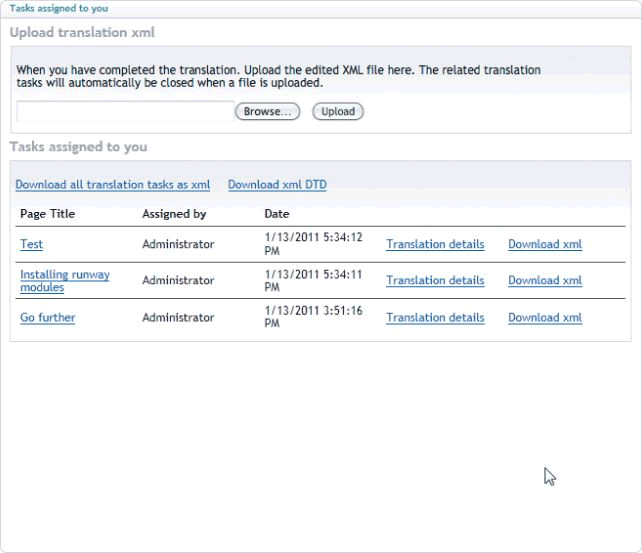 Tasks assigned to you
Upload translation xml
When you have completed the translation. Upload the edited XML file here. The related translation
tasks will automatically be closed when a file is uploaded.
Browse... Upload
Tasks assigned to you
Download all translation tasks as xml Download xml DTD
Page Title Assigned by Date
Test Administrator 1/13/2011 5:34:12 PM Translation details Download xml
Installing runway modules Administrator 1/13/2011 5:34:11 PM Translation details Download xml
Go further Administrator 1/13/2011 3:51:16 PM Translation details Download xml